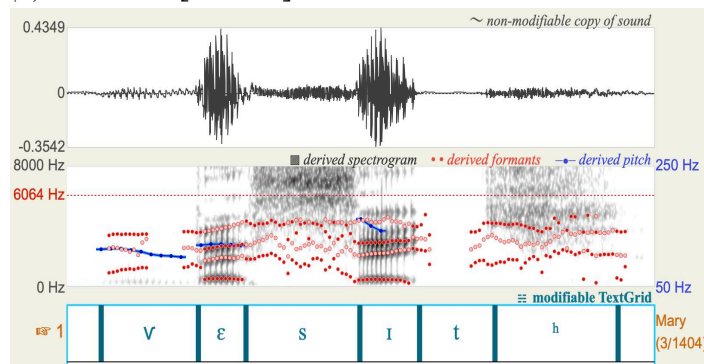 ～ non-modifiable copy of sound
0.4349
0
-0.3542
derived spectrogram derived formants derived pitch
8000 Hz 250 Hz
6064 Hz
0 Hz 50 Hz
modifiable TextGrid
☞ 1 ⱱ ɛ s ɪ t ʰ Mary
(3/1404)